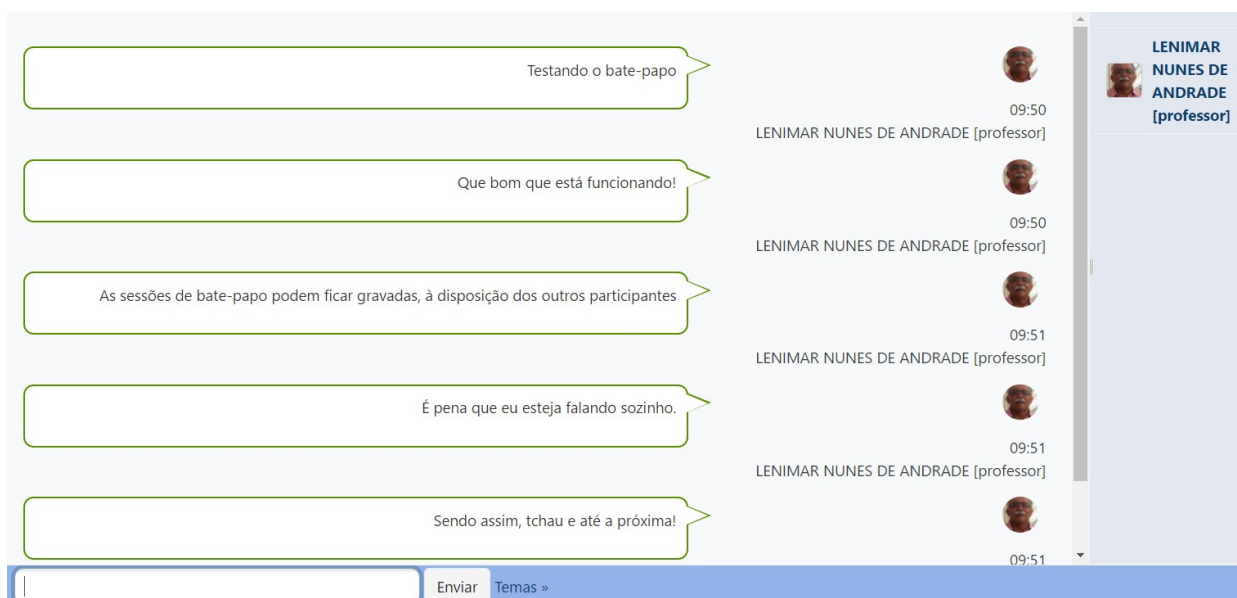 Testando o bate-papo
09:50
LENIMAR NUNES DE ANDRADE [professor]
Que bom que está funcionando!
09:50
LENIMAR NUNES DE ANDRADE [professor]
As sessões de bate-papo podem ficar gravadas, à disposição dos outros participantes
09:51
LENIMAR NUNES DE ANDRADE [professor]
É pena que eu esteja falando sozinho.
09:51
LENIMAR NUNES DE ANDRADE [professor]
Sendo assim, tchau e até a próxima!
09:51
Enviar Temas »
LENIMAR
NUNES DE
ANDRADE
[professor]